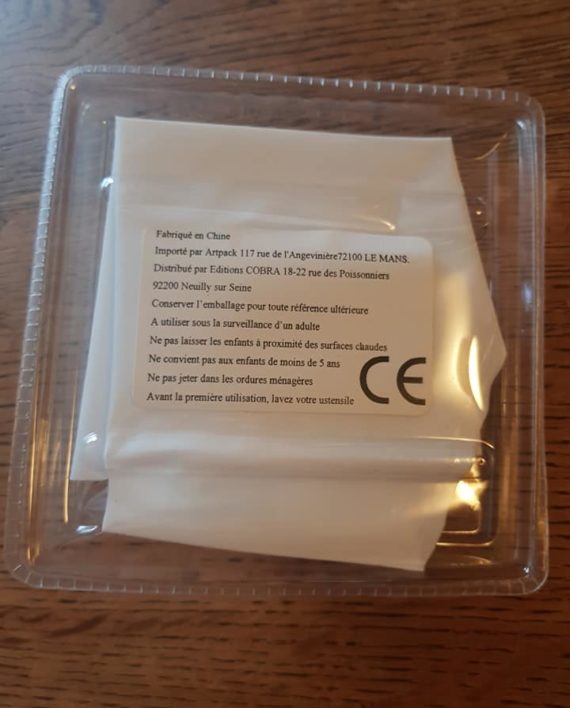 Fabriqué en Chine
Importé par Artpack 117 rue de l'Angevinière72100 LE MANS.
Distribué par Editions COBRA 18-22 rue des Poissonniers
92200 Neuilly sur Seine
Conserver l'emballage pour toute référence ultérieure
A utiliser sous la surveillance d'un adulte
Ne pas laisser les enfants à proximité des surfaces chaudes
Ne convient pas aux enfants de moins de 5 ans
Ne pas jeter dans les ordures ménagères
Avant la première utilisation, lavez votre ustensile
CE